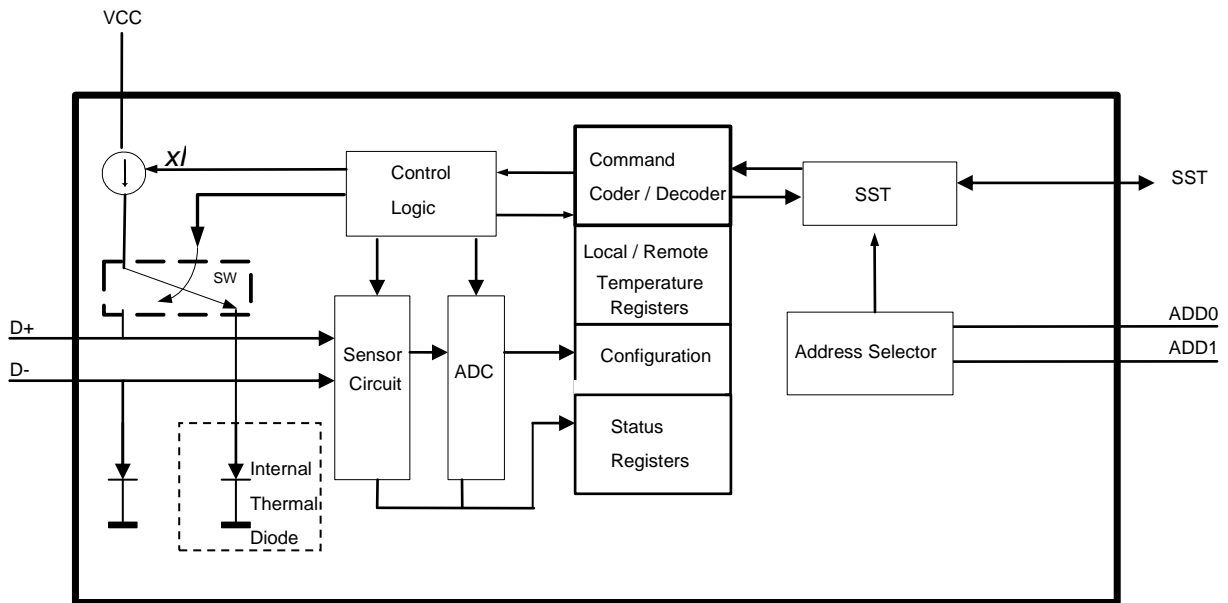 VCC
xI
Control
Logic
Command
Coder / Decoder
SST
SST
SW
Local / Remote
Temperature
Registers
D+
D-
Sensor
Circuit
ADC
Configuration
Address Selector
ADD0
ADD1
Status
Registers
Internal
Thermal
Diode